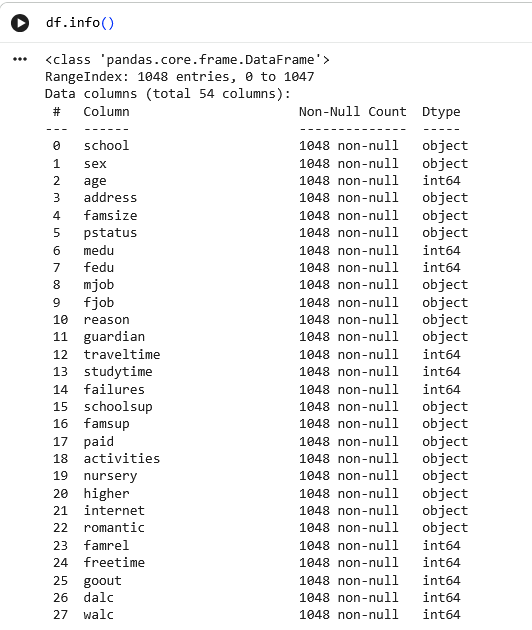 df.info()
<class 'pandas.core.frame.DataFrame'>
RangeIndex: 1048 entries, 0 to 1047
Data columns (total 54 columns):
 #   Column                      Non-Null Count  Dtype
---  ------                      --------------  -----
 0   school                      1048 non-null   object
 1   sex                         1048 non-null   object
 2   age                         1048 non-null   int64
 3   address                     1048 non-null   object
 4   famsize                     1048 non-null   object
 5   pstatus                     1048 non-null   object
 6   medu                        1048 non-null   int64
 7   fedu                        1048 non-null   int64
 8   mjob                        1048 non-null   object
 9   fjob                        1048 non-null   object
 10  reason                      1048 non-null   object
 11  guardian                    1048 non-null   object
 12  traveltime                  1048 non-null   int64
 13  studytime                   1048 non-null   int64
 14  failures                    1048 non-null   int64
 15  schoolsup                   1048 non-null   object
 16  famsup                      1048 non-null   object
 17  paid                        1048 non-null   object
 18  activities                  1048 non-null   object
 19  nursery                     1048 non-null   object
 20  higher                      1048 non-null   object
 21  internet                    1048 non-null   object
 22  romantic                    1048 non-null   object
 23  famrel                      1048 non-null   int64
 24  freetime                    1048 non-null   int64
 25  goout                       1048 non-null   int64
 26  dalc                        1048 non-null   int64
 27  walc                        1048 non-null   int64